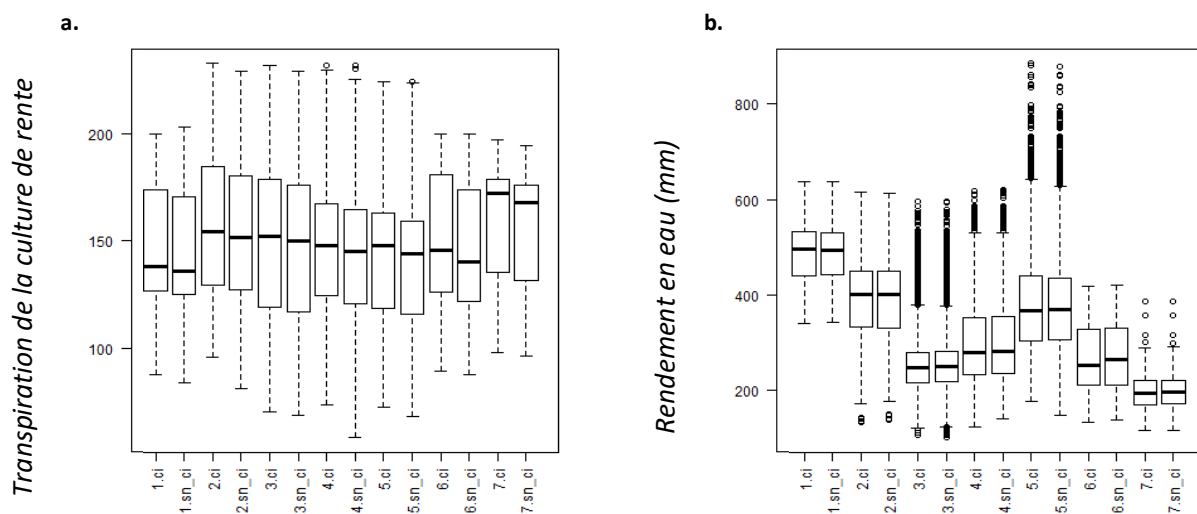 a.
Transpiration de la culture de rente
200
150
100
1.ci
1.sn_ci
2.ci
2.sn_ci
3.ci
3.sn_ci
4.ci
4.sn_ci
5.ci
5.sn_ci
6.ci
6.sn_ci
7.ci
7.sn_ci
b.
Rendement en eau (mm)
800
600
400
200
1.ci
1.sn_ci
2.ci
2.sn_ci
3.ci
3.sn_ci
4.ci
4.sn_ci
5.ci
5.sn_ci
6.ci
6.sn_ci
7.ci
7.sn_ci